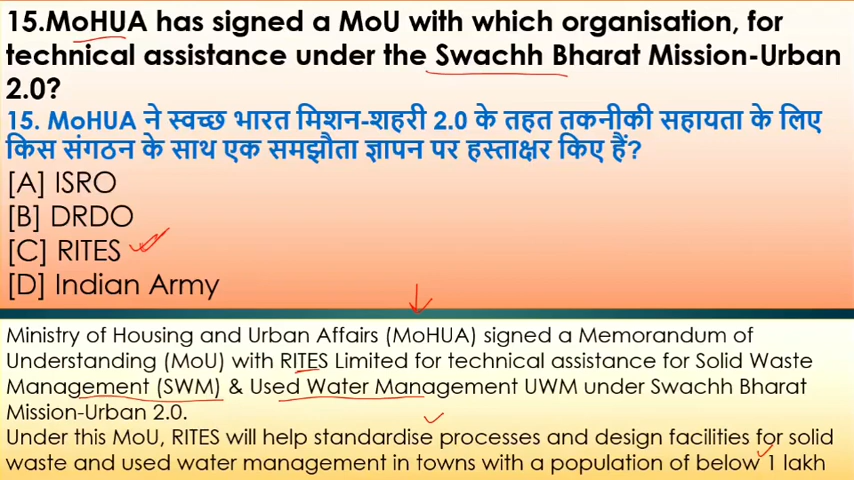 15.MoHUA has signed a MoU with which organisation, for
technical assistance under the Swachh Bharat Mission-Urban
2.0?
15. MoHUA ने स्वच्छ भारत मिशन-शहरी 2.0 के तहत तकनीकी सहायता के लिए
किस संगठन के साथ एक समझौता ज्ञापन पर हस्ताक्षर किए हैं?
[A] ISRO
[B] DRDO
[C] RITES
[D] Indian Army
Ministry of Housing and Urban Affairs (MoHUA) signed a Memorandum of
Understanding (MoU) with RITES Limited for technical assistance for Solid Waste
Management (SWM) & Used Water Management UWM under Swachh Bharat
Mission-Urban 2.0.
Under this MoU, RITES will help standardise processes and design facilities for solid
waste and used water management in towns with a population of below 1 lakh